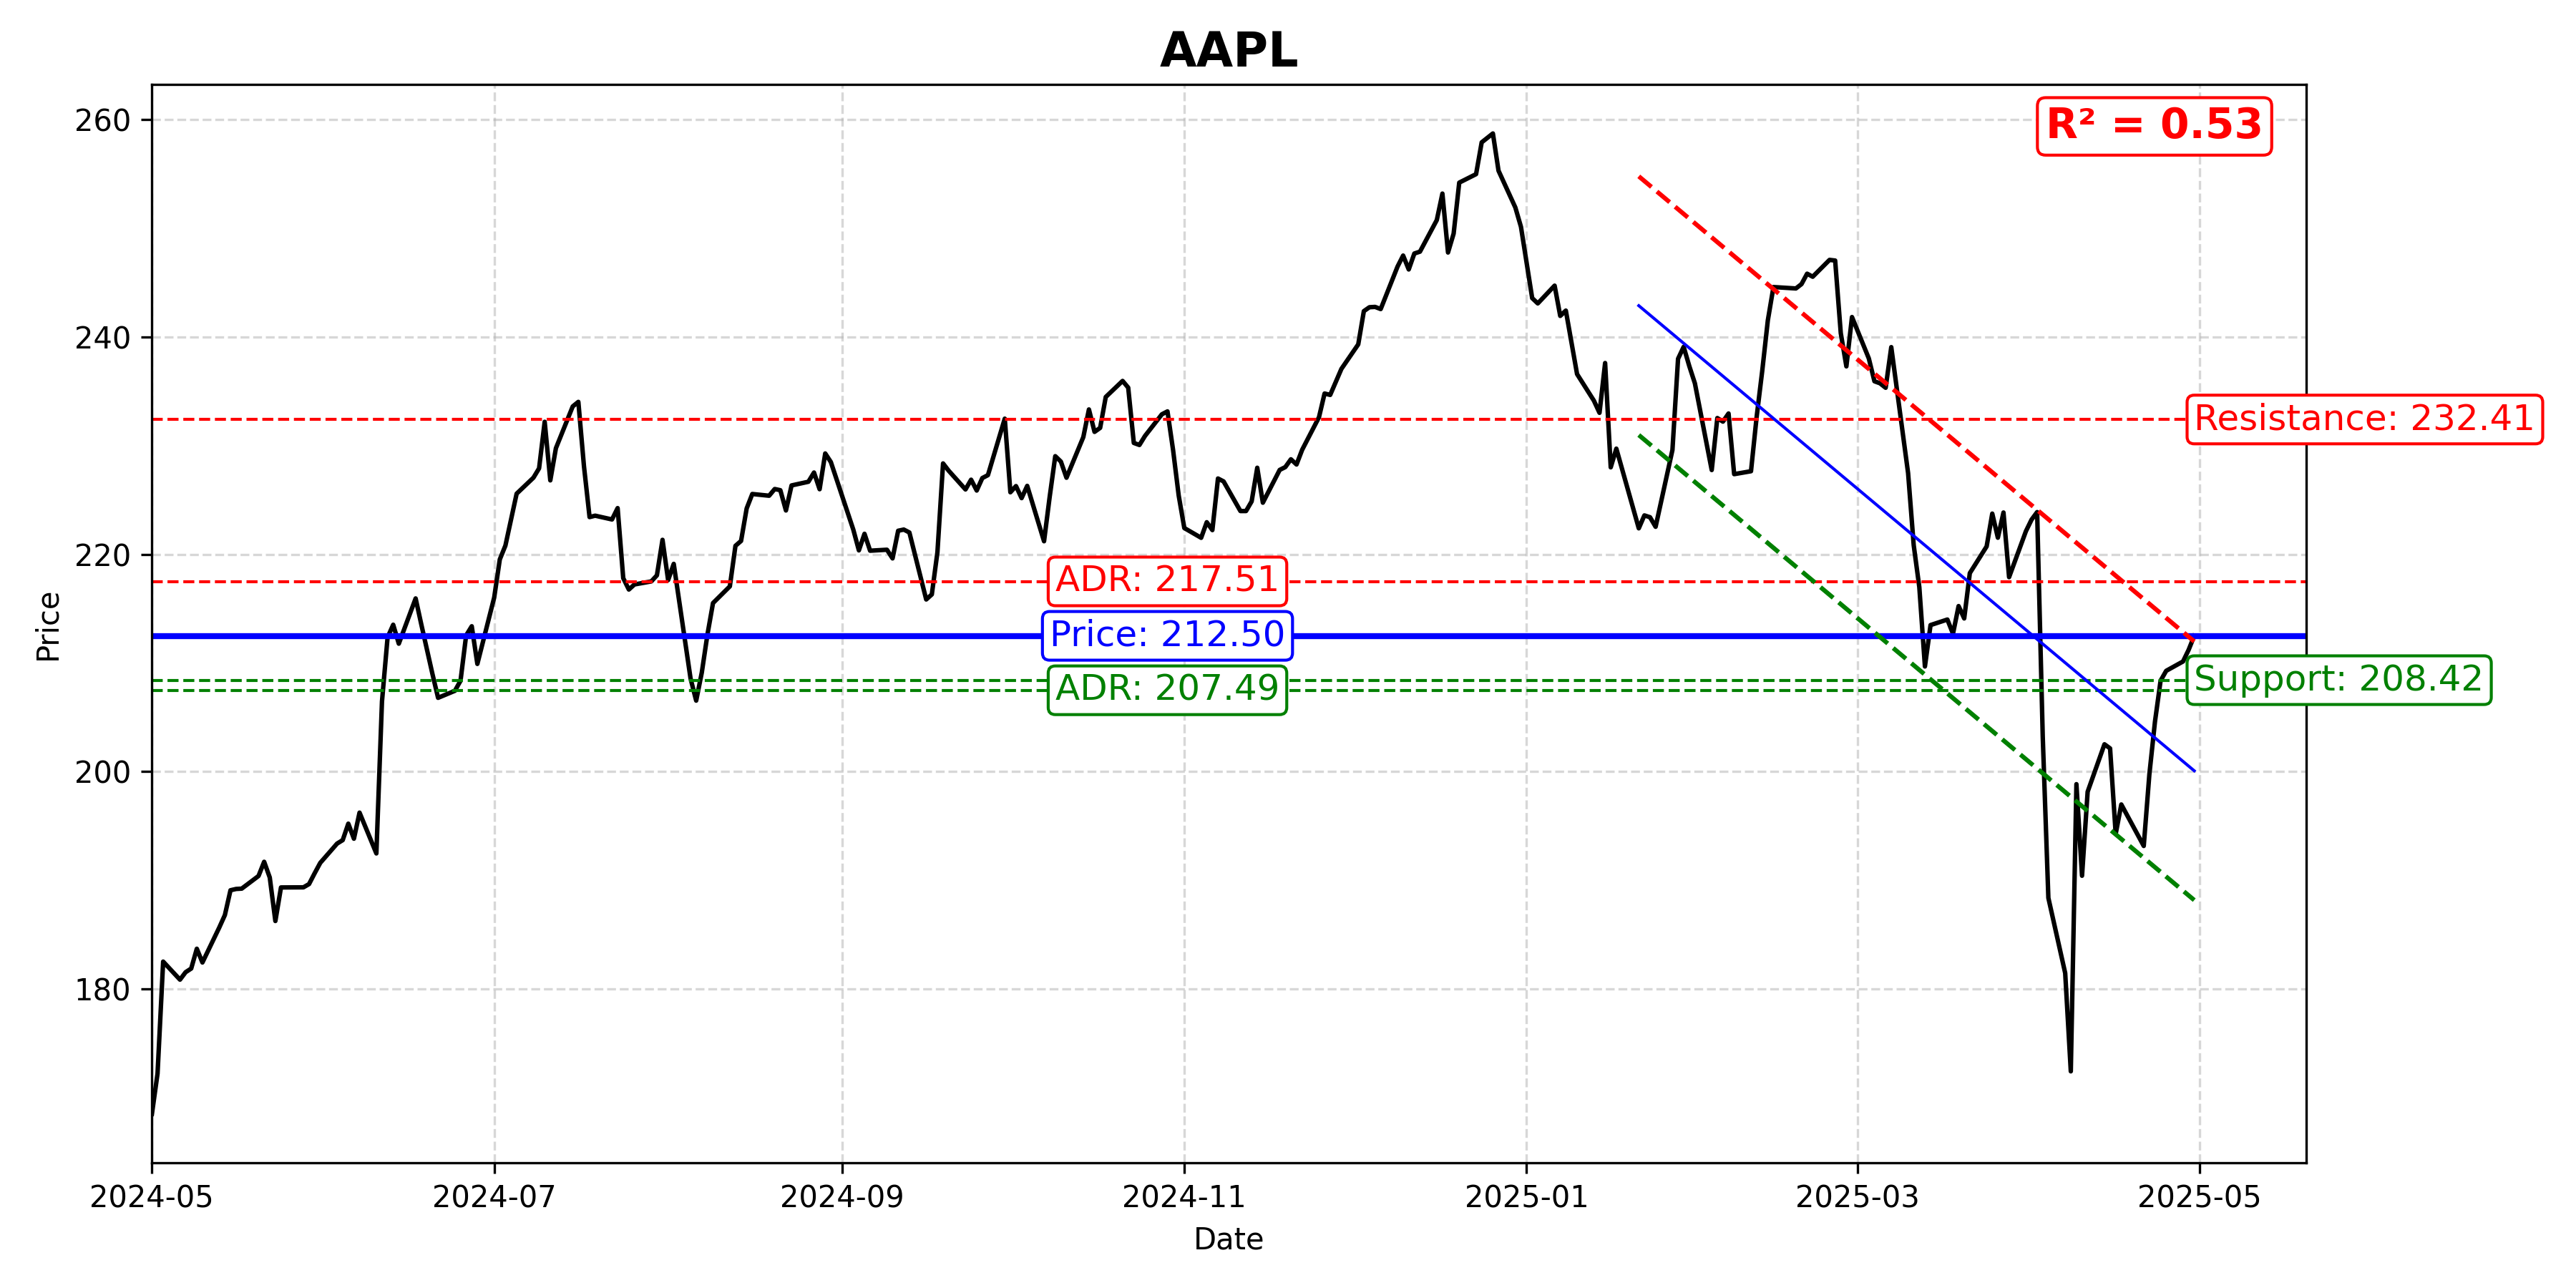 AAPL
R² = 0.53
260
240
220
200
180
Price
Resistance: 232.41
ADR: 217.51
Price: 212.50
ADR: 207.49
Support: 208.42
2024-05
2024-07
2024-09
2024-11
2025-01
2025-03
2025-05
Date